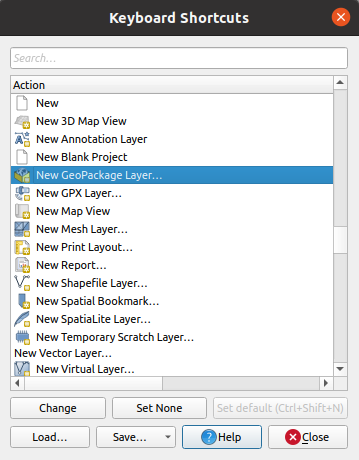 Keyboard Shortcuts
Search...
Action
New
New 3D Map View
New Annotation Layer
New Blank Project
New GeoPackage Layer...
New GPX Layer...
New Map View
New Mesh Layer...
New Print Layout...
New Report...
New Shapefile Layer...
New Spatial Bookmark...
New SpatiaLite Layer...
New Temporary Scratch Layer...
New Vector Layer...
New Virtual Layer...
Change Set None Set default (Ctrl+Shift+N)
Load... Save... Help Close